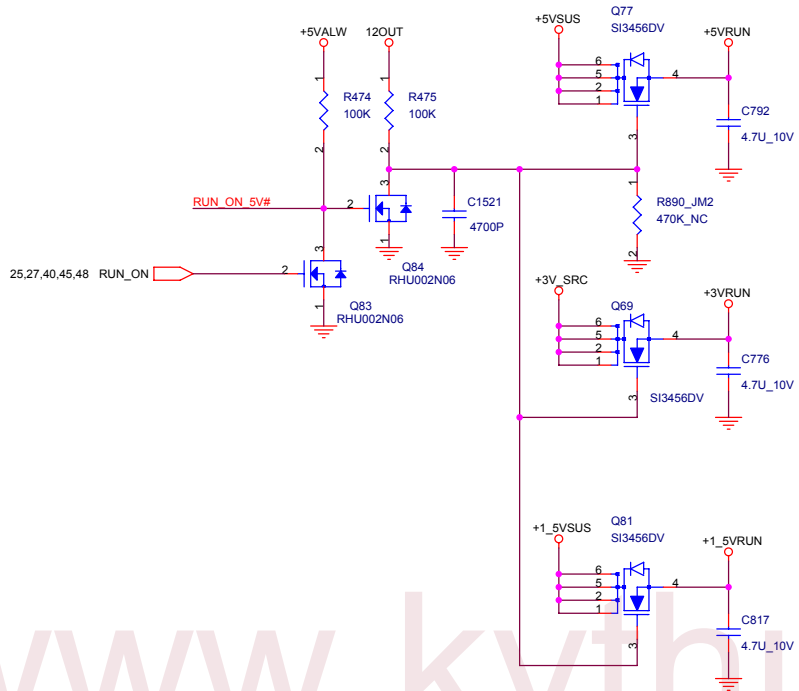 Q77
SI3456DV
+5VSUS
+5VRUN
+5VALW
12OUT
6
5
2
1
4
3
1
R474
100K
2
1
R475
100K
2
C792
4.7U_10V
RUN_ON_5V#
2
3
1
Q84
RHU002N06
C1521
4700P
1
R890_JM2
470K_NC
2
25,27,40,45,48 RUN_ON
2
3
1
Q83
RHU002N06
+3V_SRC
Q69
+3VRUN
6
5
2
1
4
3
SI3456DV
C776
4.7U_10V
+1_5VSUS
Q81
SI3456DV
+1_5VRUN
6
5
2
1
4
3
C817
4.7U_10V